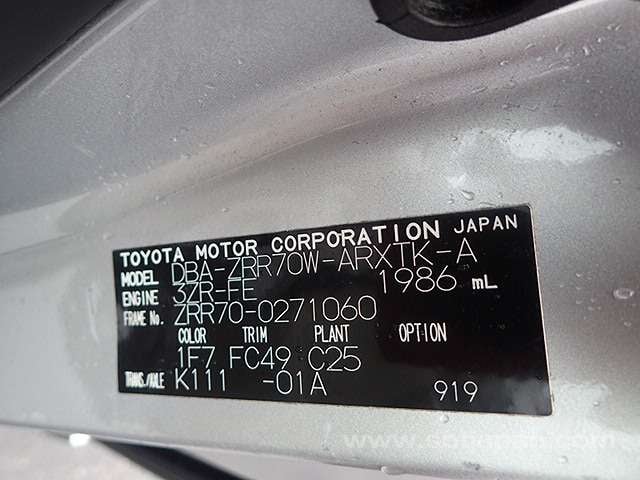 TOYOTA MOTOR CORPORATION JAPAN
MODEL DBA-ZRR70W-ARXTK-A
ENGINE 3ZR-FE 1986 mL
FRAME No. ZRR70-0271060
COLOR TRIM PLANT OPTION
1F7 FC49 C25
TRANS./AXLE K111 -01A 919